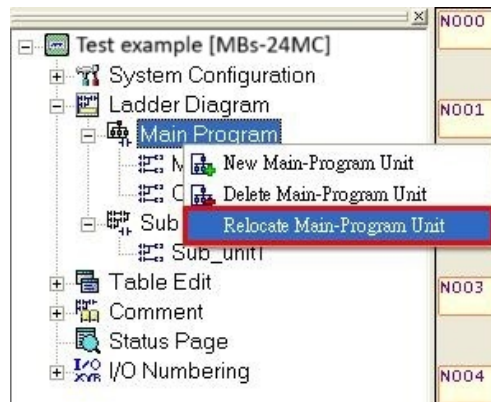 Test example [MBs-24MC]
System Configuration
Ladder Diagram
Main Program
New Main-Program Unit
Delete Main-Program Unit
Sub
Relocate Main-Program Unit
Sub_unit1
Table Edit
Comment
Status Page
I/O Numbering
N000
N001
N003
N004